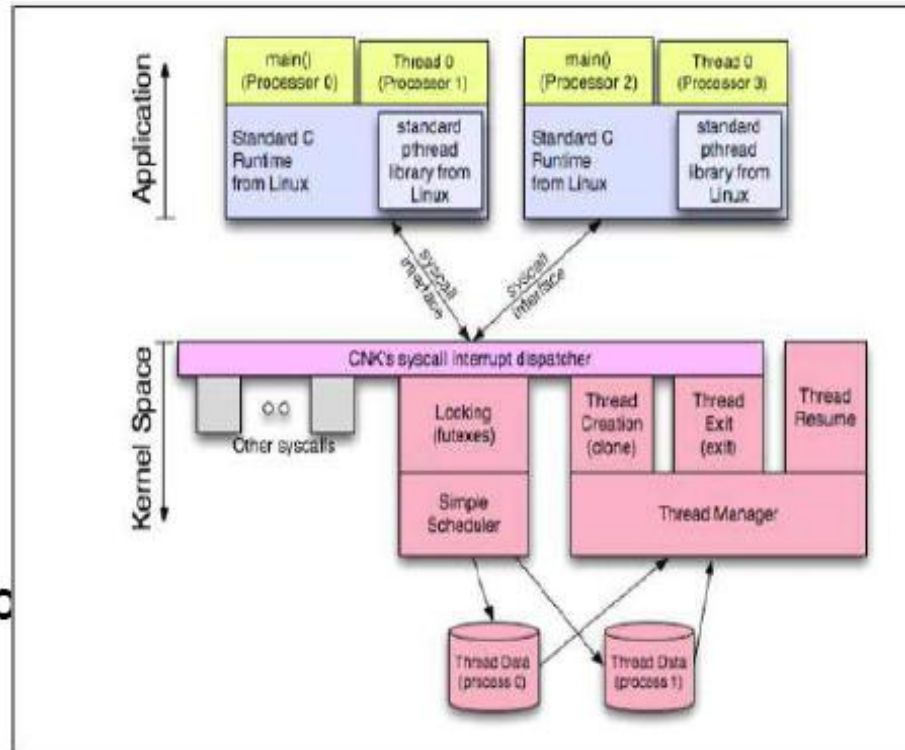 Application
main()
(Processor 0)
Thread 0
(Processor 1)
Standard C
Runtime
from Linux
standard
pthread
library from
Linux
main()
(Processor 2)
Thread 0
(Processor 3)
Standard C
Runtime
from Linux
standard
pthread
library from
Linux
syscall
interface
syscall
interface
Kernel Space
CNK's syscall interrupt dispatcher
Other syscalls
Locking
(futexes)
Simple
Scheduler
Thread
Creation
(clone)
Thread
Exit
(exit)
Thread
Resume
Thread Manager
Thread Data
(process 0)
Thread Data
(process 1)